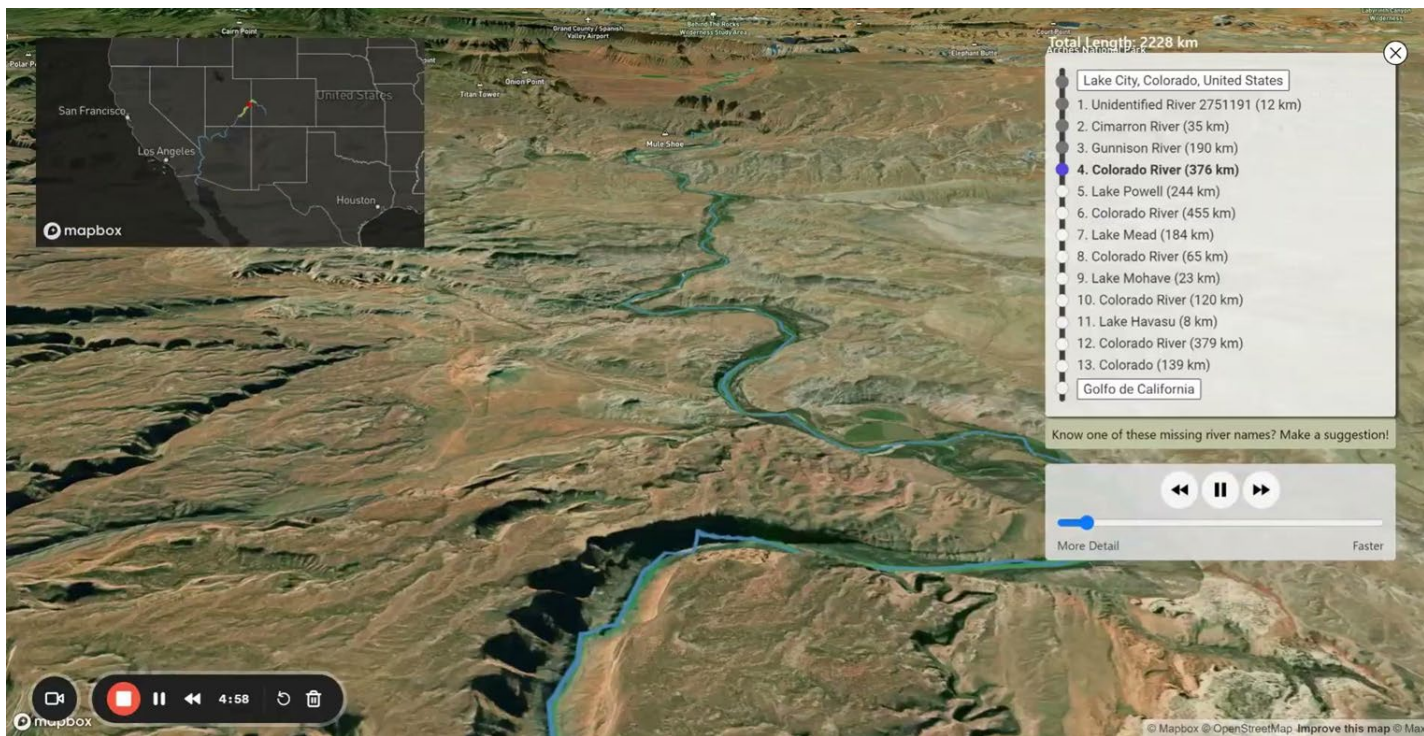 Cairn Point
Grand County / Spanish
Valley Airport
Behind The Rocks
Wilderness Study Area
Labyrinth Canyon
Wilderness
Elephant Butte
Onion Point
Titan Tower
Mule Shoe
San Francisco
United States
Los Angeles
Houston
mapbox
Total Length: 2228 km
Arches National Park
Lake City, Colorado, United States
1. Unidentified River 2751191 (12 km)
2. Cimarron River (35 km)
3. Gunnison River (190 km)
4. Colorado River (376 km)
5. Lake Powell (244 km)
6. Colorado River (455 km)
7. Lake Mead (184 km)
8. Colorado River (65 km)
9. Lake Mohave (23 km)
10. Colorado River (120 km)
11. Lake Havasu (8 km)
12. Colorado River (379 km)
13. Colorado (139 km)
Golfo de California
Know one of these missing river names? Make a suggestion!
More Detail
Faster
4:58
mapbox
© Mapbox © OpenStreetMap Improve this map © Max